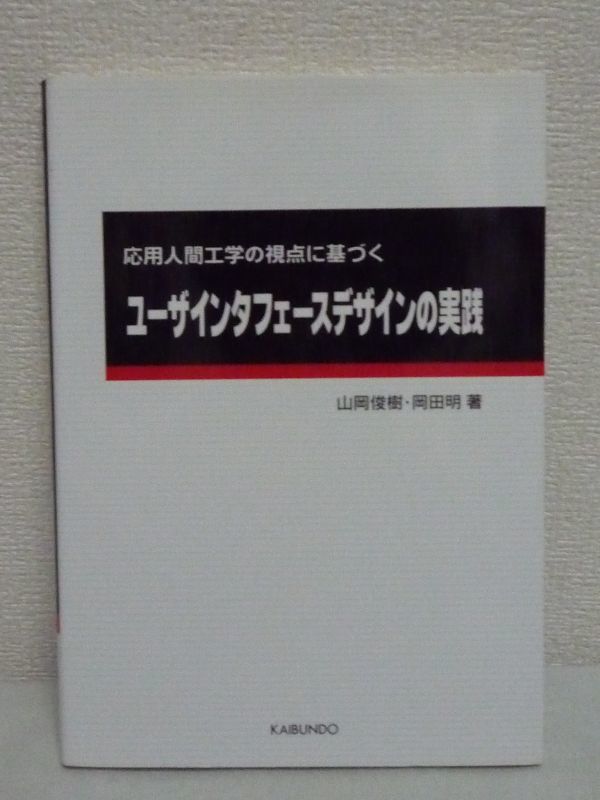 応用人間工学の視点に基づく
ユーザインタフェースデザインの実践
山岡俊樹・岡田明 著
KAIBUNDO